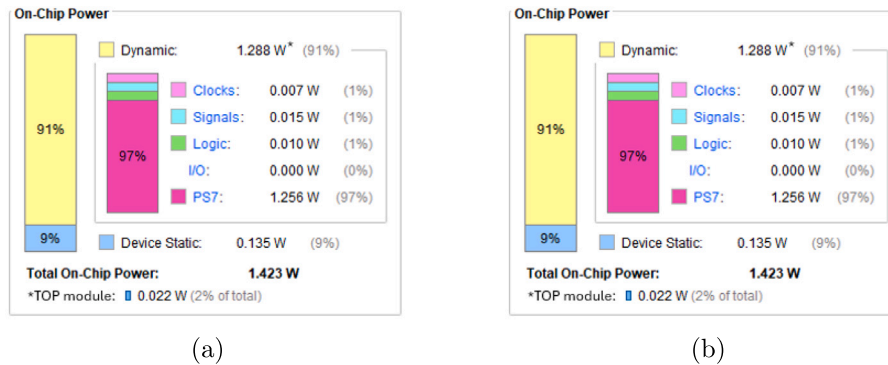 On-Chip Power
Dynamic: 1.288 W* (91%)
91%
97%
Clocks: 0.007 W (1%)
Signals: 0.015 W (1%)
Logic: 0.010 W (1%)
I/O: 0.000 W (0%)
PS7: 1.256 W (97%)
9%
Device Static: 0.135 W (9%)
Total On-Chip Power: 1.423 W
*TOP module: 0.022 W (2% of total)
(a)
On-Chip Power
Dynamic: 1.288 W* (91%)
91%
97%
Clocks: 0.007 W (1%)
Signals: 0.015 W (1%)
Logic: 0.010 W (1%)
I/O: 0.000 W (0%)
PS7: 1.256 W (97%)
9%
Device Static: 0.135 W (9%)
Total On-Chip Power: 1.423 W
*TOP module: 0.022 W (2% of total)
(b)